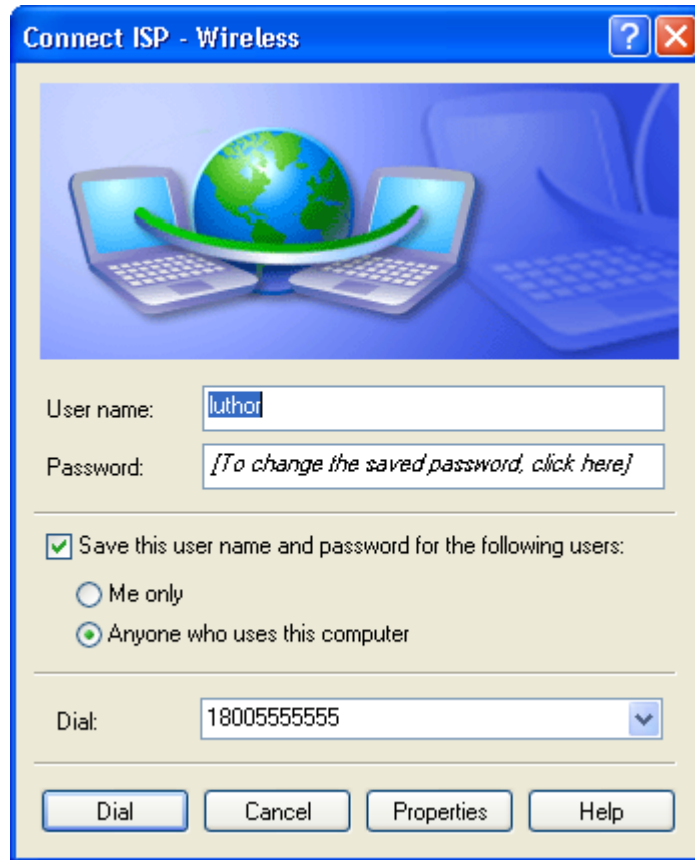 Connect ISP - Wireless
User name: luthor
Password: [To change the saved password, click here]
Save this user name and password for the following users:
Me only
Anyone who uses this computer
Dial: 18005555555
Dial Cancel Properties Help